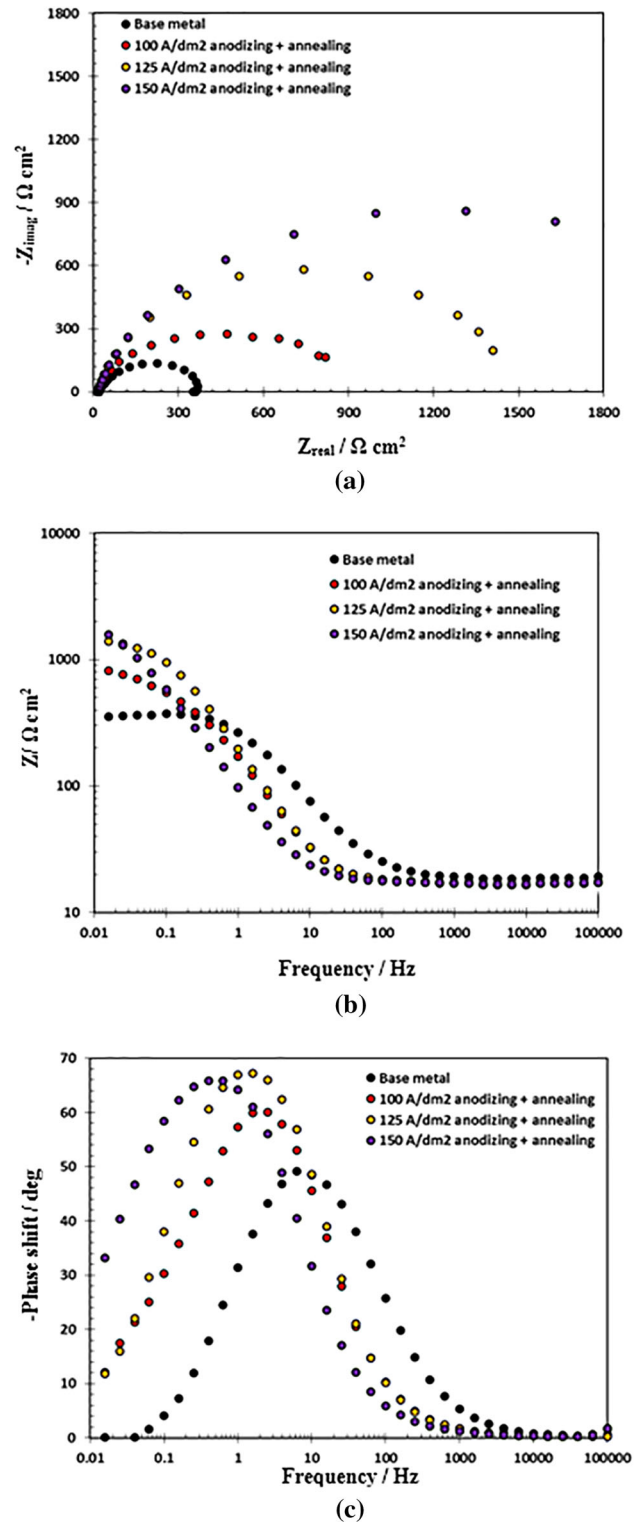 1800
1500
1200
900
600
300
0
-Zimag / Ω cm²
Base metal
100 A/dm2 anodizing + annealing
125 A/dm2 anodizing + annealing
150 A/dm2 anodizing + annealing
0 300 600 900 1200 1500 1800
Zreal / Ω cm²
(a)
10000
1000
100
10
Z/ Ω cm²
Base metal
100 A/dm2 anodizing + annealing
125 A/dm2 anodizing + annealing
150 A/dm2 anodizing + annealing
0.01 0.1 1 10 100 1000 10000 100000
Frequency / Hz
(b)
70
60
50
40
30
20
10
0
-Phase shift / deg
Base metal
100 A/dm2 anodizing + annealing
125 A/dm2 anodizing + annealing
150 A/dm2 anodizing + annealing
0.01 0.1 1 10 100 1000 10000 100000
Frequency / Hz
(c)